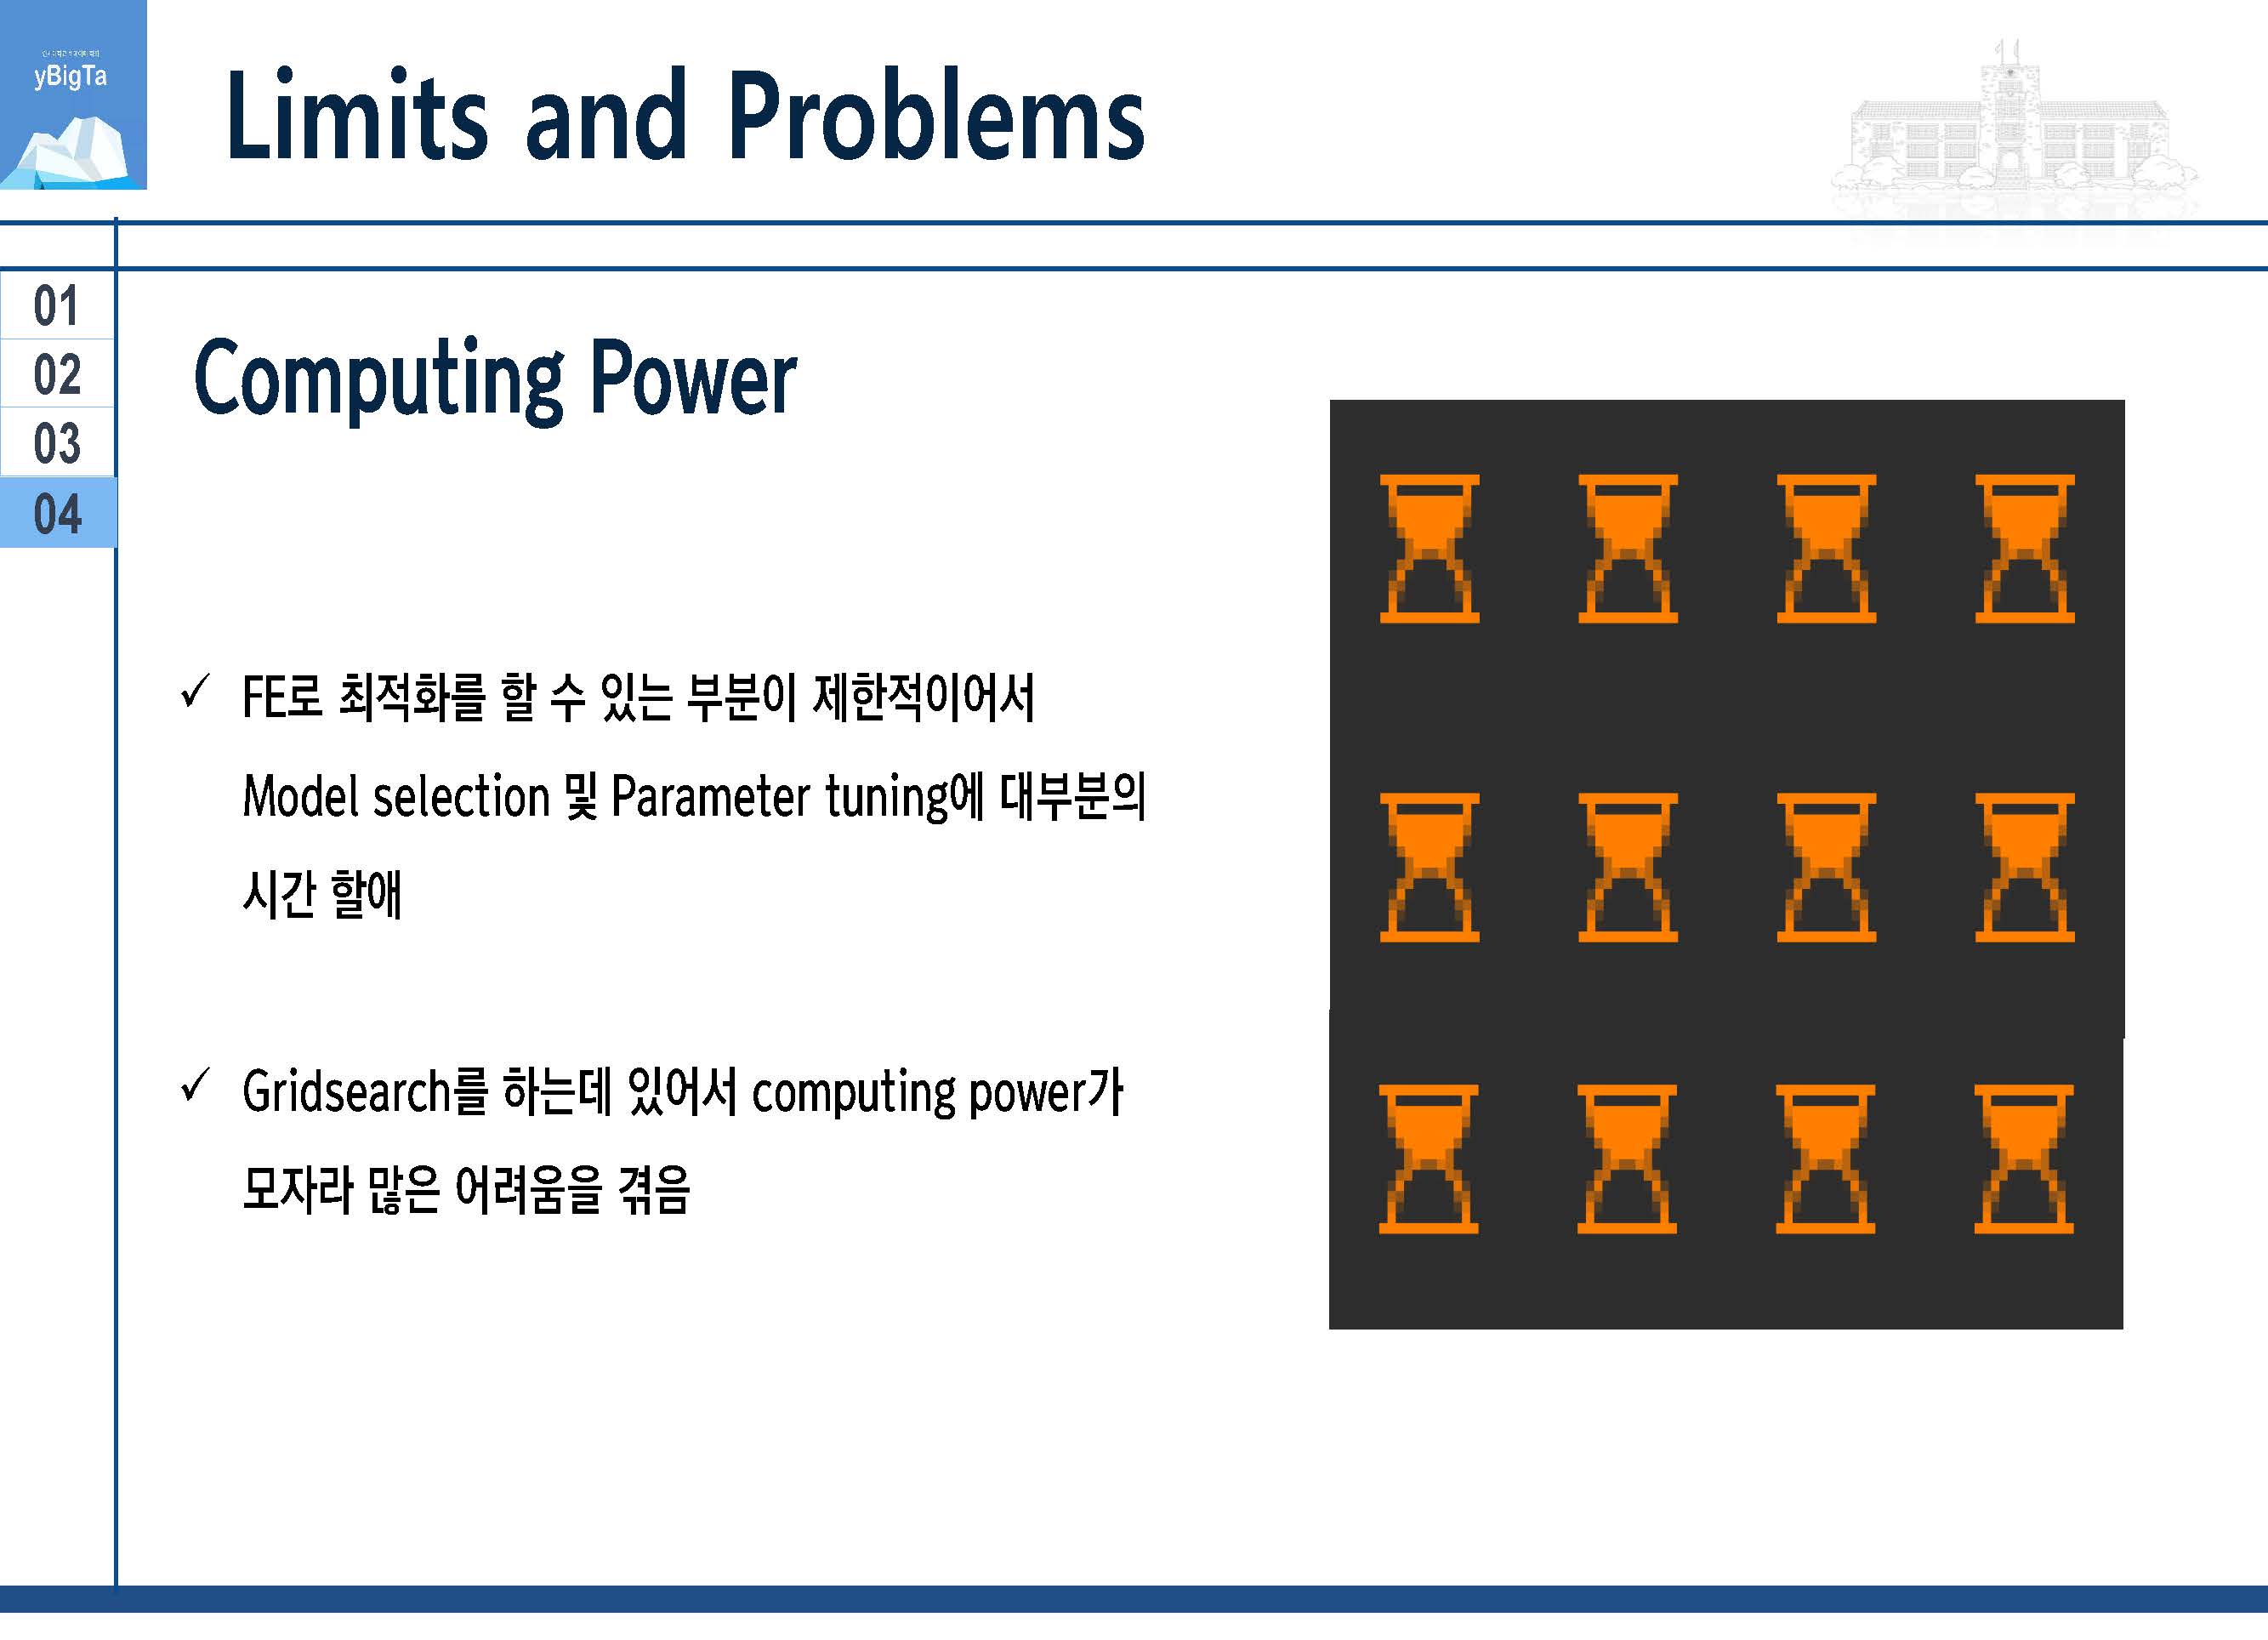 yBigTa
Limits and Problems
01
02
03
04
Computing Power
✓ FE로 최적화를 할 수 있는 부분이 제한적이어서
Model selection 및 Parameter tuning에 대부분의
시간 할애
✓ Gridsearch를 하는데 있어서 computing power가
모자라 많은 어려움을 겪음